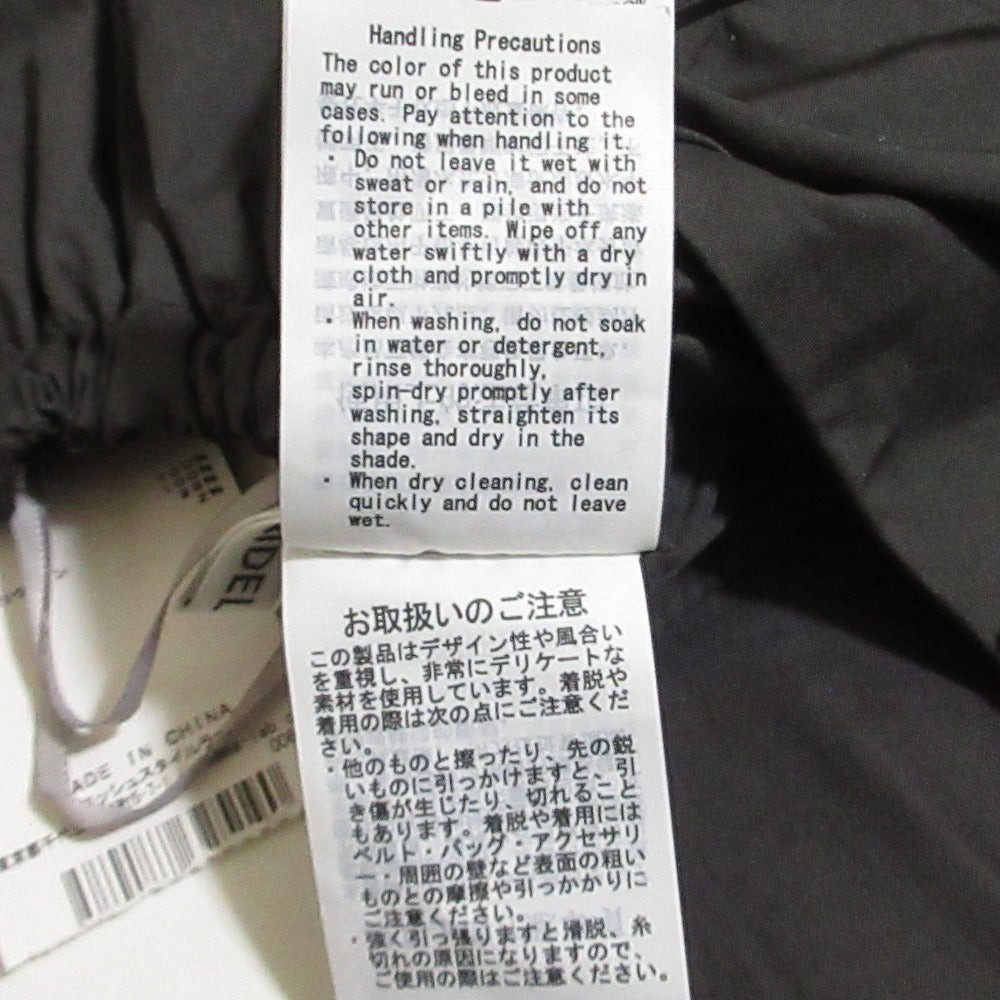 Handling Precautions
The color of this product
may run or bleed in some
cases. Pay attention to the
following when handling it.
・ Do not leave it wet with
sweat or rain, and do not
store in a pile with
other items. Wipe off any
water swiftly with a dry
cloth and promptly dry in
air.
・ When washing, do not soak
in water or detergent,
rinse thoroughly,
spin-dry promptly after
washing, straighten its
shape and dry in the
shade.
・ When dry cleaning, clean
quickly and do not leave
wet.
お取扱いのご注意
この製品はデザイン性や風合い
を重視し、非常にデリケートな
素材を使用しています。着脱や
着用の際は次の点にご注意くだ
さい。
・他のものと擦ったり、先の鋭
いものに引っかけますと、引
き傷が生じたり、切れること
もあります。着脱や着用には
ベルト・バッグ・アクセサリ
ー・周囲の壁など表面の粗い
ものとの摩擦や引っかかりに
ご注意ください。
・強く引っ張りますと滑脱、糸
切れの原因になりますので、
ご使用の際はご注意ください。
IDEL
ADE IN CHINA